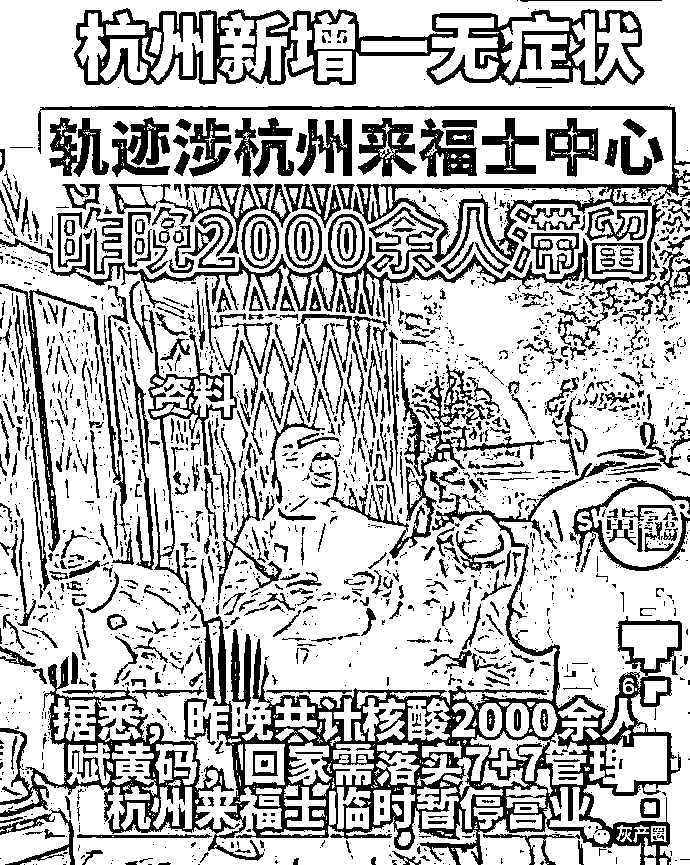 杭州新增一无症状
轨迹涉杭州来福士中心
昨晚2000余人滞留
资料
据悉，昨晚共计核酸2000余人
赋黄码，回家需落实7+7管理
杭州来福士临时暂停营业
灰产圈